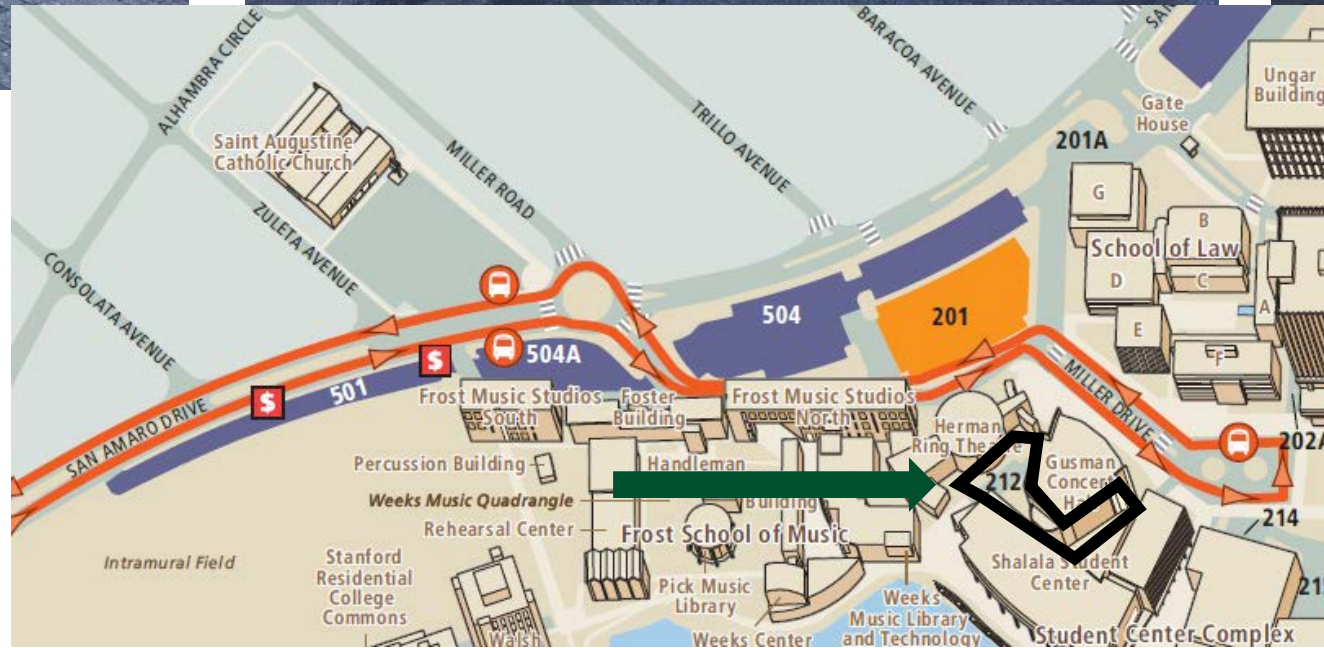 ALHAMBRA CIRCLE
BARACOA AVENUE
SAN
Ungar
Building
Gate
House
Saint Augustine
Catholic Church
MILLER ROAD
TRILLO AVENUE
201A
G
B
School of Law
D
C
A
E
F
ZULETA AVENUE
CONSOLATA AVENUE
504
201
$
504A
$
501
SAN AMARO DRIVE
MILLER DRIVE
Frost Music Studios
South
Foster
Building
Frost Music Studios
North
Herman
Ring Theatre
202A
Percussion Building
Handleman
Building
212
Gusman
Concert
Hall
Weeks Music Quadrangle
Rehearsal Center
Frost School of Music
214
Intramural Field
Stanford
Residential
College
Commons
Pick Music
Library
Shalala Student
Center
Walsh
Weeks Center
Weeks
Music Library
and Technology
Student Center Complex